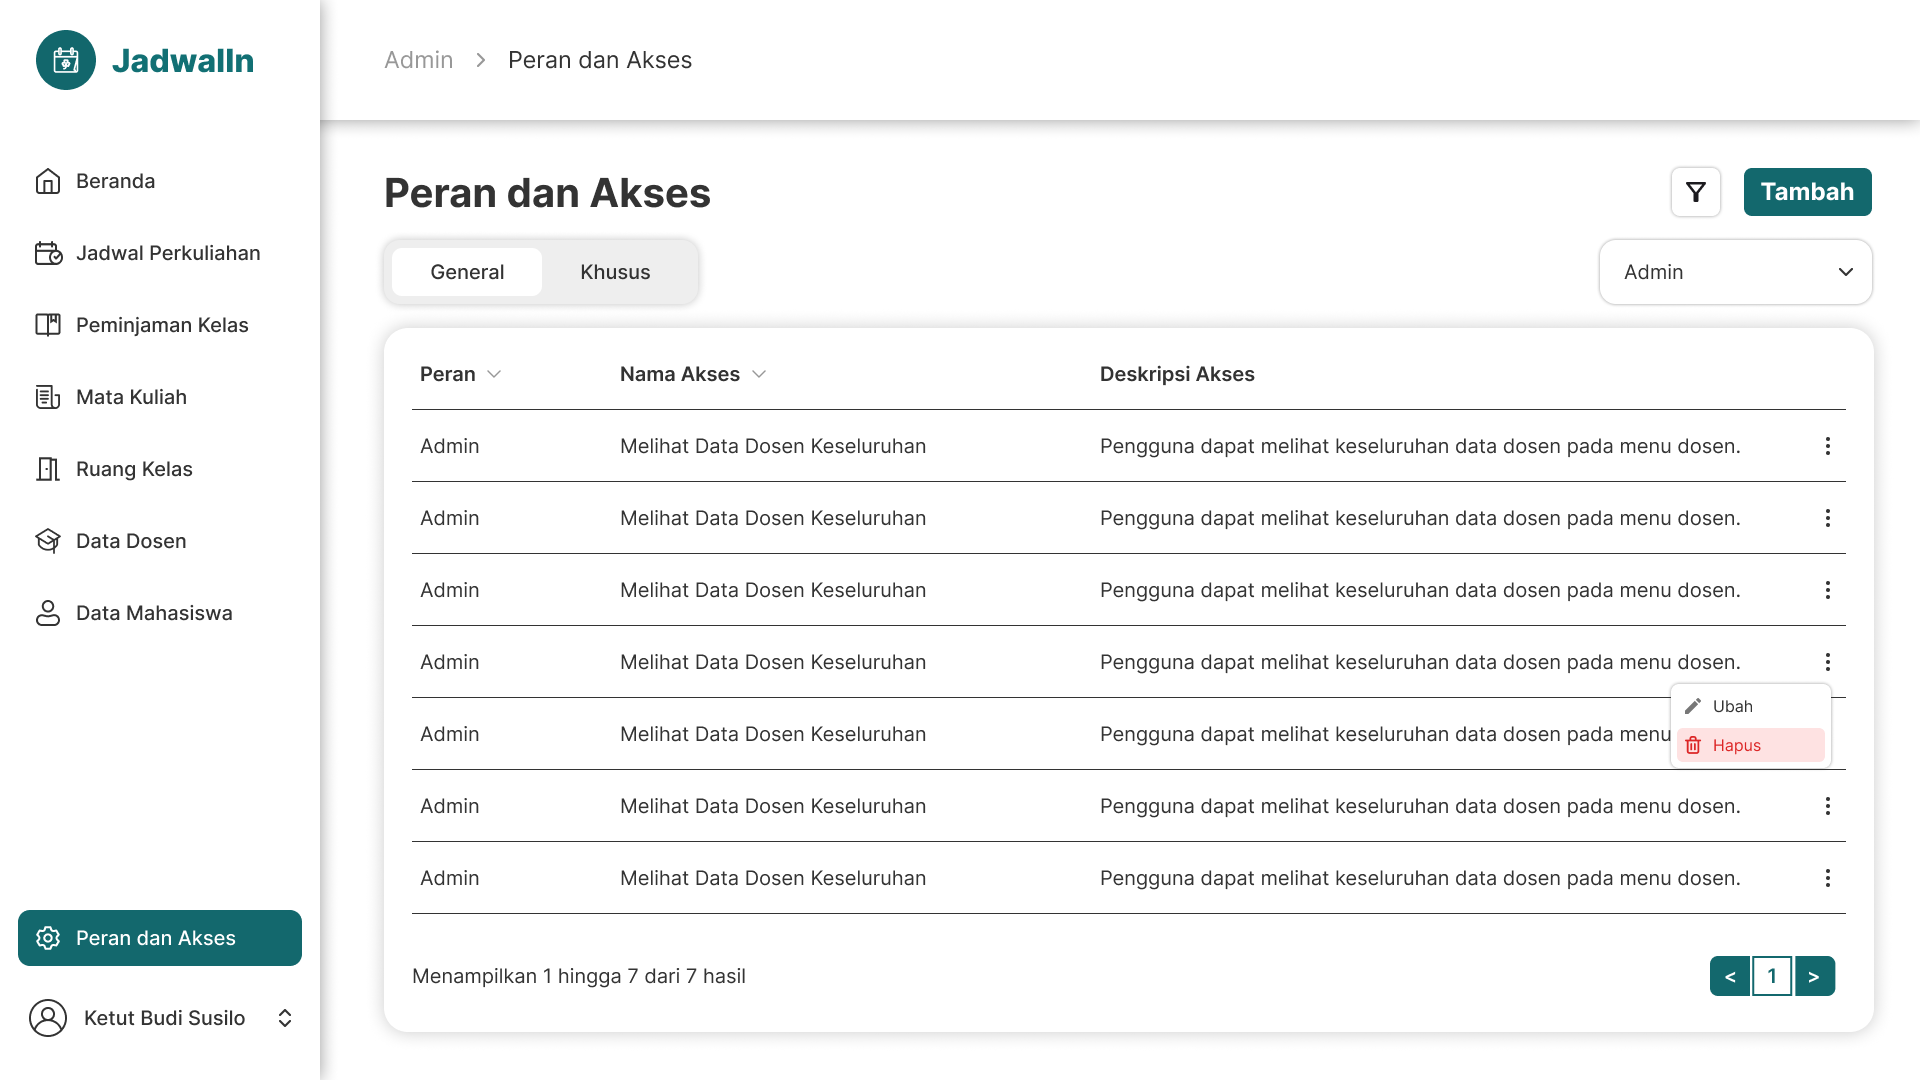 JadwalIn
Beranda
Jadwal Perkuliahan
Peminjaman Kelas
Mata Kuliah
Ruang Kelas
Data Dosen
Data Mahasiswa
Peran dan Akses
Ketut Budi Susilo
Admin > Peran dan Akses
Peran dan Akses
Tambah
General Khusus
Admin
Peran Nama Akses Deskripsi Akses
Admin Melihat Data Dosen Keseluruhan Pengguna dapat melihat keseluruhan data dosen pada menu dosen.
Admin Melihat Data Dosen Keseluruhan Pengguna dapat melihat keseluruhan data dosen pada menu dosen.
Admin Melihat Data Dosen Keseluruhan Pengguna dapat melihat keseluruhan data dosen pada menu dosen.
Admin Melihat Data Dosen Keseluruhan Pengguna dapat melihat keseluruhan data dosen pada menu dosen.
Ubah
Admin Melihat Data Dosen Keseluruhan Pengguna dapat melihat keseluruhan data dosen pada menu
Hapus
Admin Melihat Data Dosen Keseluruhan Pengguna dapat melihat keseluruhan data dosen pada menu dosen.
Admin Melihat Data Dosen Keseluruhan Pengguna dapat melihat keseluruhan data dosen pada menu dosen.
Menampilkan 1 hingga 7 dari 7 hasil
< 1 >